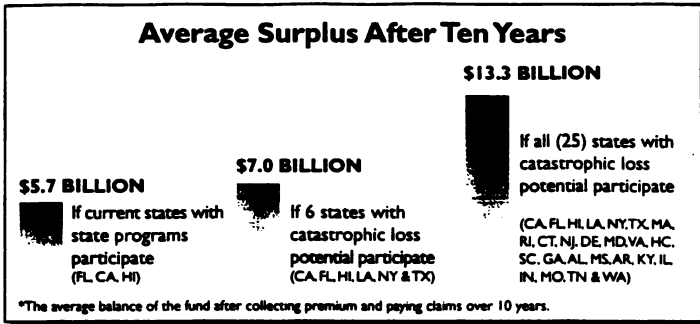 Average Surplus After Ten Years
$13.3 BILLION
If all (25) states with
catastrophic loss
potential participate
(CA, FL, HI, LA, NY, TX, MA,
RI, CT, NJ, DE, MD, VA, HC,
SC, GA, AL, MS, AR, KY, IL,
IN, MO, TN & WA)
$7.0 BILLION
If 6 states with
catastrophic loss
potential participate
(CA, FL, HI, LA, NY & TX)
$5.7 BILLION
If current states with
state programs
participate
(FL, CA, HI)
*The average balance of the fund after collecting premium and paying claims over 10 years.